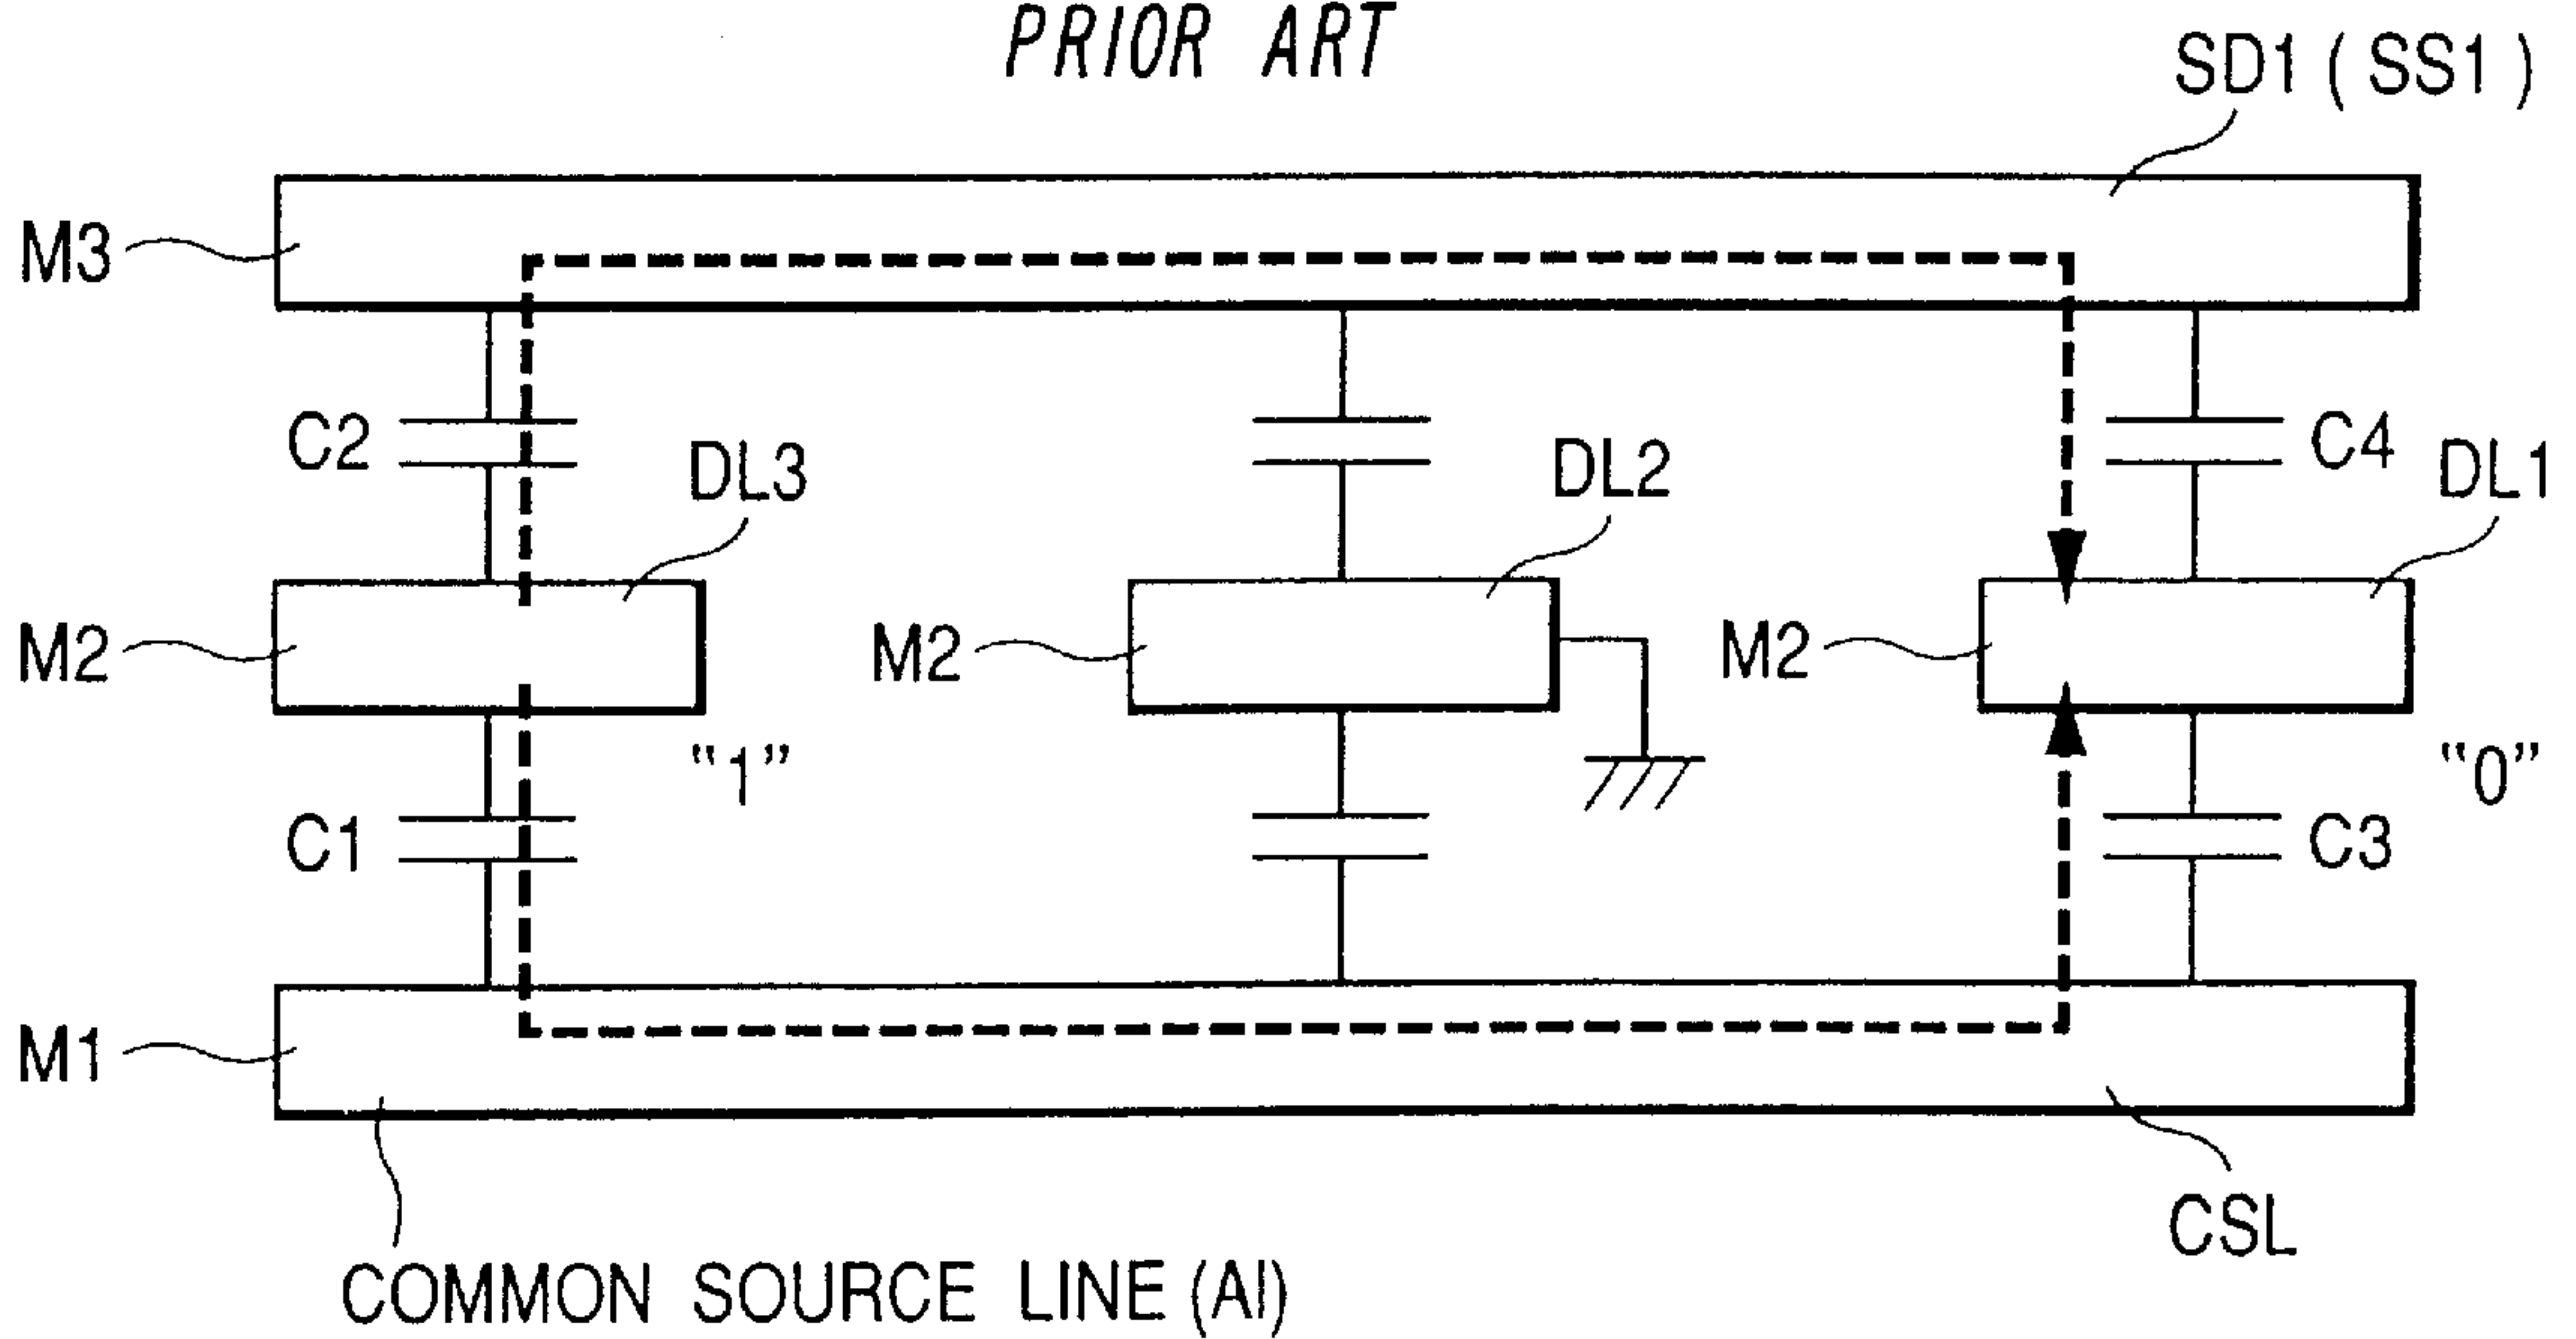 PRIOR ART
SD1 ( SS1 )
M3
C2
DL3
DL2
C4
DL1
M2
M2
M2
"1"
"0"
C1
C3
M1
CSL
COMMON SOURCE LINE (Al)